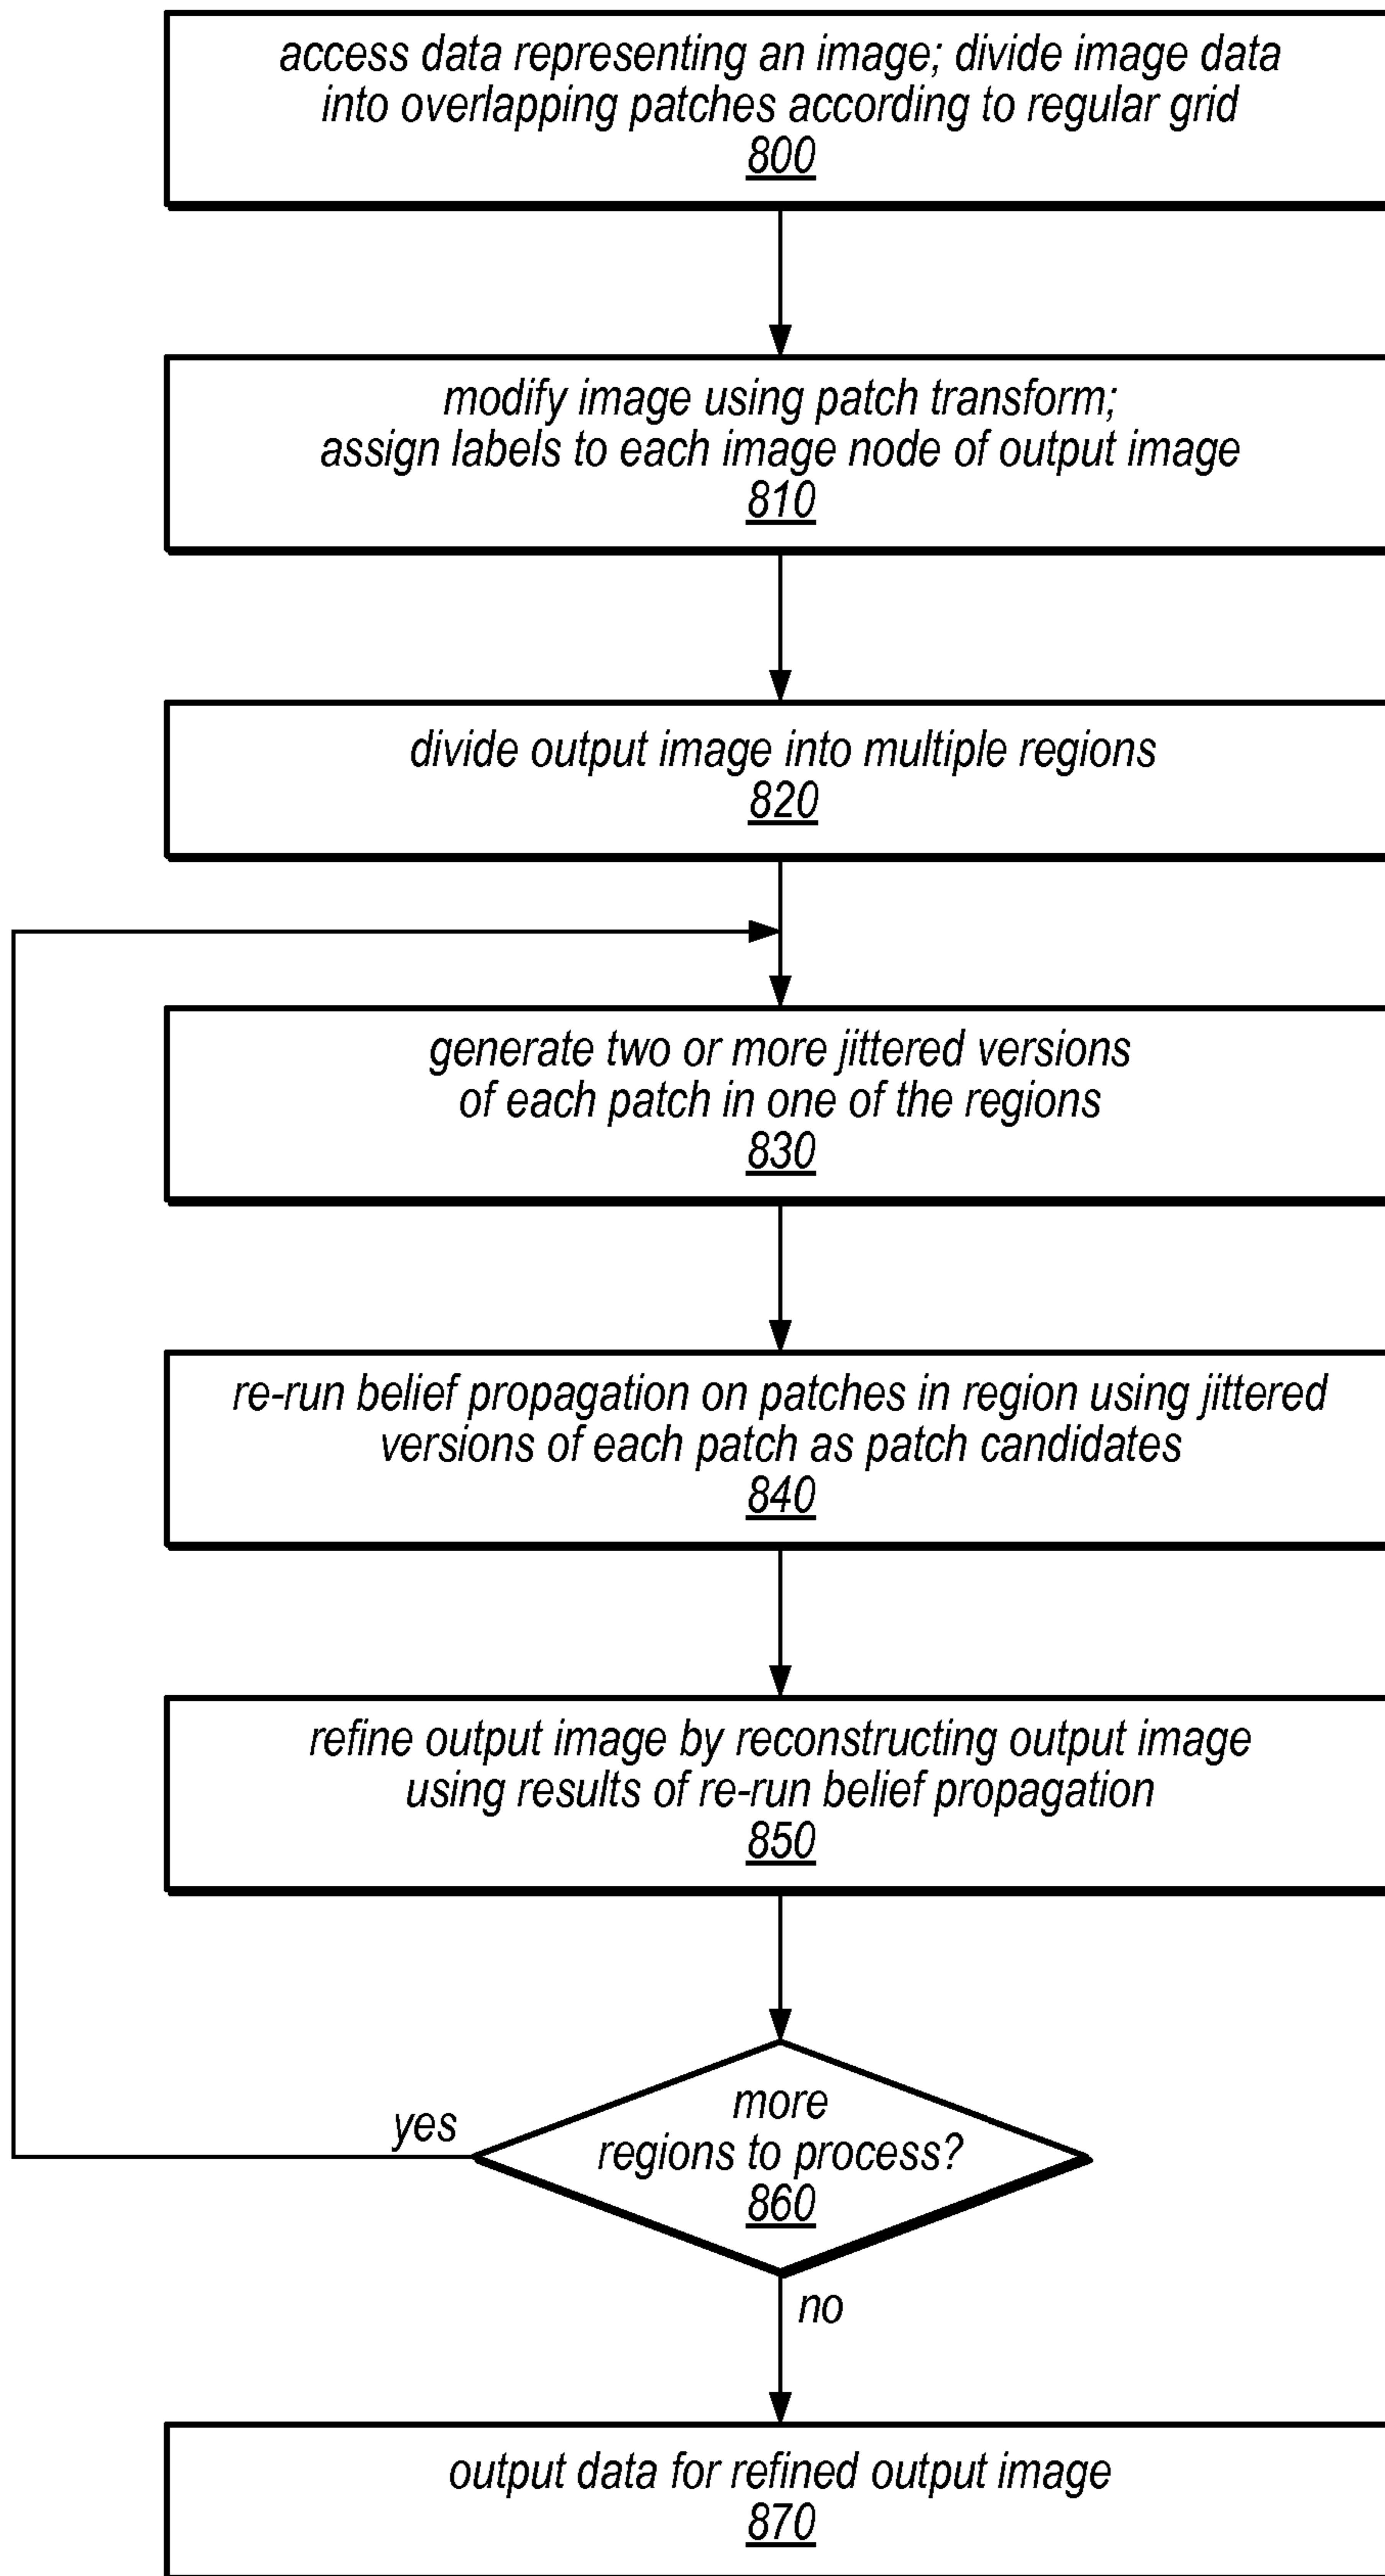 access data representing an image; divide image data
into overlapping patches according to regular grid
800
modify image using patch transform;
assign labels to each image node of output image
810
divide output image into multiple regions
820
generate two or more jittered versions
of each patch in one of the regions
830
re-run belief propagation on patches in region using jittered
versions of each patch as patch candidates
840
refine output image by reconstructing output image
using results of re-run belief propagation
850
more
regions to process?
860
yes
no
output data for refined output image
870